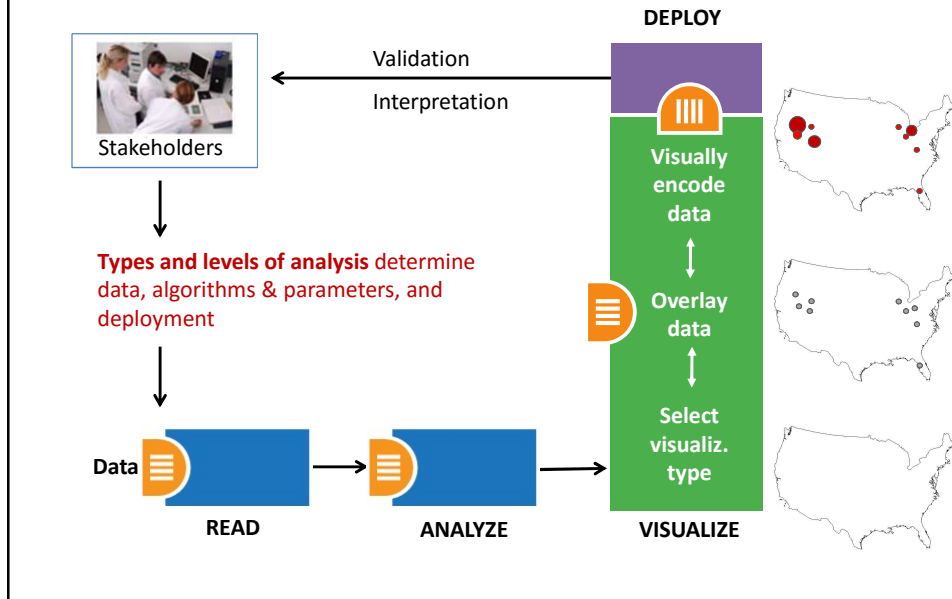 DEPLOY
Validation
Interpretation
Stakeholders
Visually
encode
data
Types and levels of analysis determine
data, algorithms & parameters, and
deployment
Overlay
data
Select
visualiz.
type
Data
READ
ANALYZE
VISUALIZE